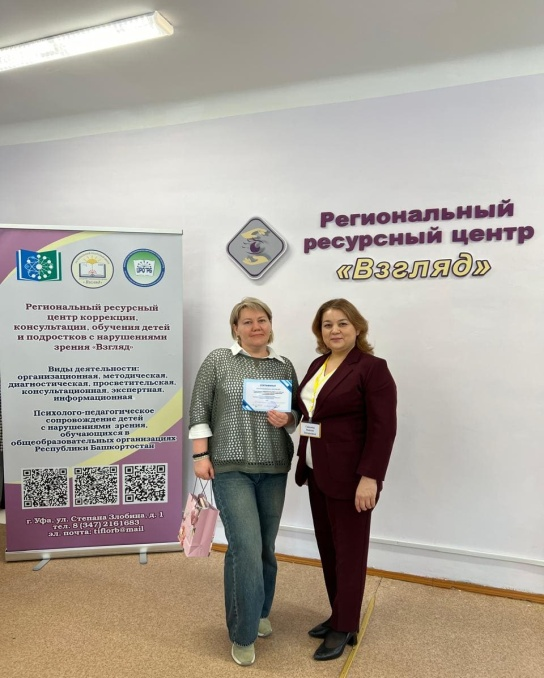 Региональный
ресурсный центр
«Взгляд»
«Взгляд»
Региональный ресурсный
центр коррекции,
консультации, обучения детей
и подростков с нарушениями
зрения «Взгляд»
Виды деятельности:
организационная, методическая,
диагностическая, просветительская,
консультационная, экспертная,
информационная
Психолого-педагогическое
сопровождение детей
с нарушениями зрения,
обучающихся в
общеобразовательных организациях
Республики Башкортостан
г. Уфа, ул. Степана Злобина, д. 1
тел. 8 (347) 2161683
эл. почта: tiflorb@mail